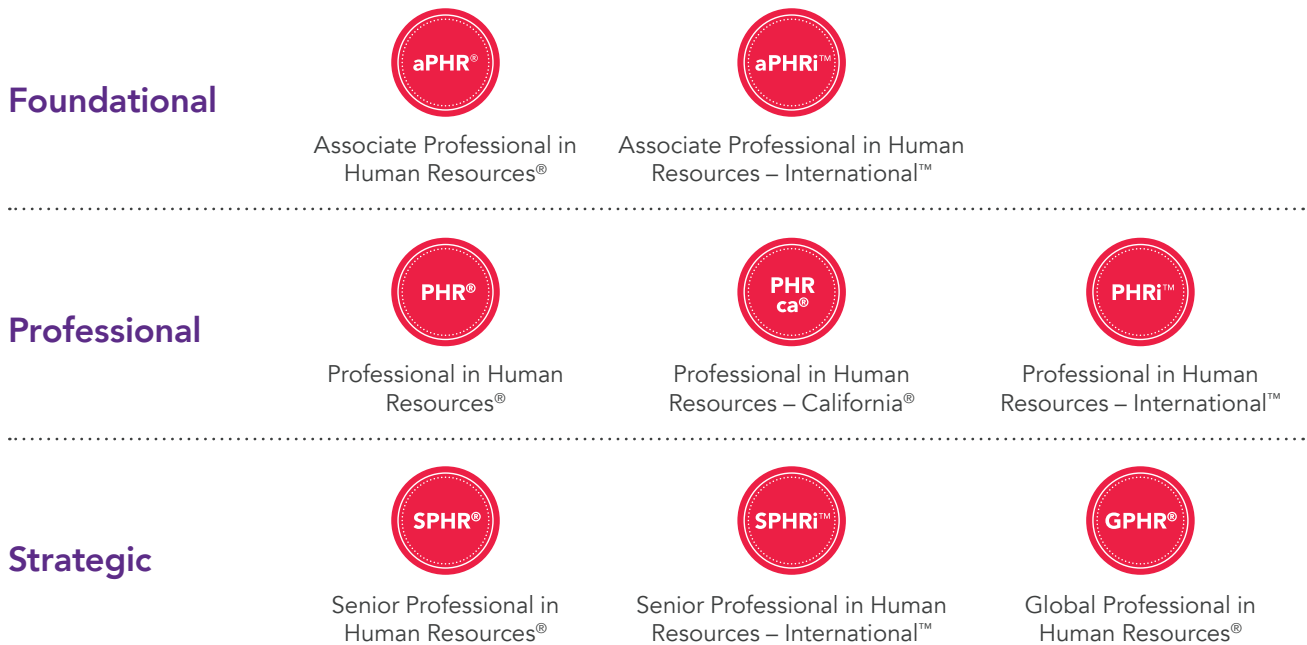 Foundational
aPHR®
Associate Professional in
Human Resources®
aPHRi™
Associate Professional in Human
Resources – International™
Professional
PHR®
Professional in Human
Resources®
PHR
ca®
Professional in Human
Resources – California®
PHRi™
Professional in Human
Resources – International™
Strategic
SPHR®
Senior Professional in
Human Resources®
SPHRi™
Senior Professional in Human
Resources – International™
GPHR®
Global Professional in
Human Resources®